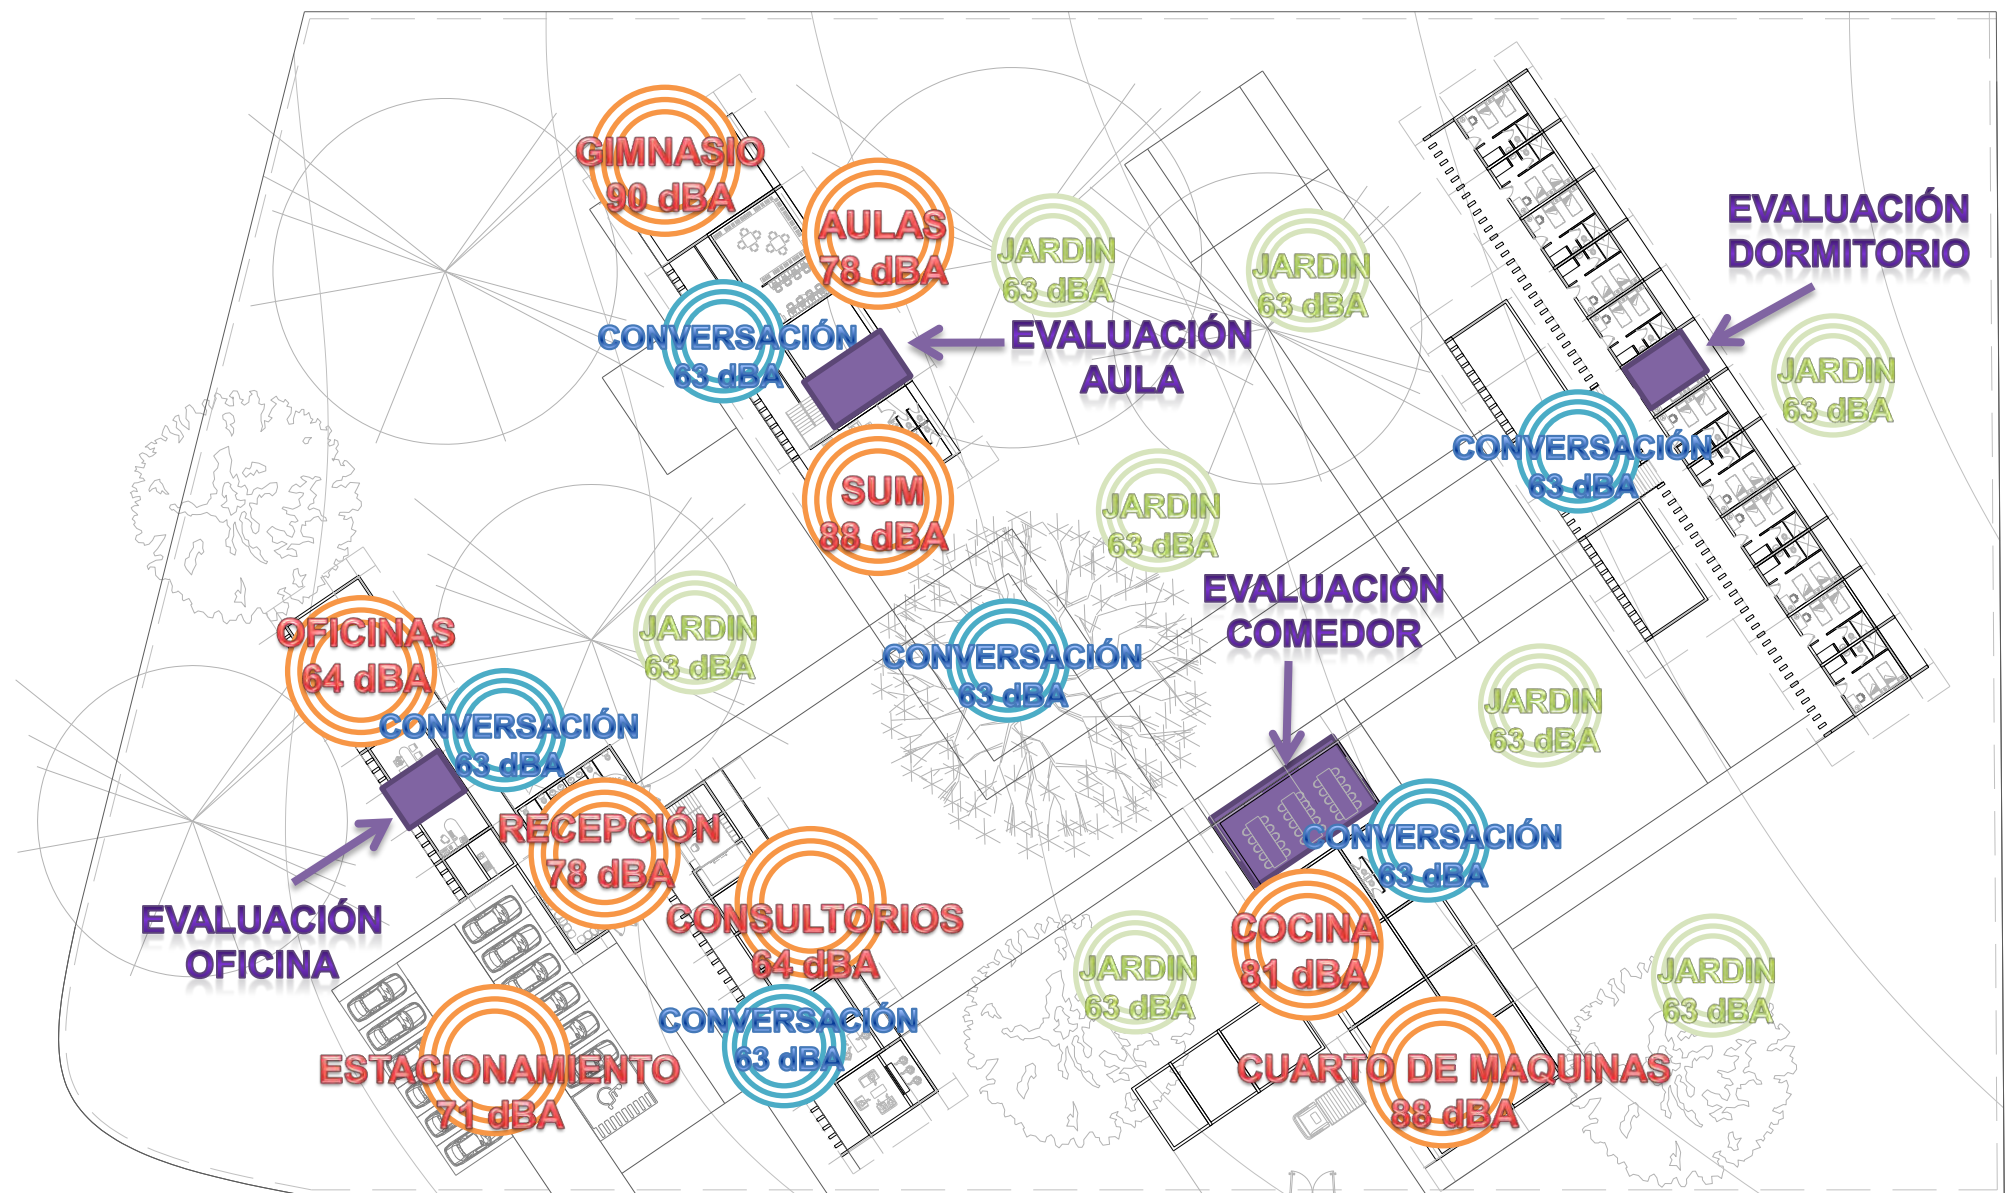 GIMNASIO
90 dBA
AULAS
78 dBA
JARDIN
63 dBA
JARDIN
63 dBA
EVALUACIÓN
DORMITORIO
CONVERSACIÓN
63 dBA
EVALUACIÓN
AULA
JARDIN
63 dBA
CONVERSACIÓN
63 dBA
SUM
88 dBA
JARDIN
63 dBA
EVALUACIÓN
COMEDOR
OFICINAS
64 dBA
JARDIN
63 dBA
CONVERSACIÓN
63 dBA
JARDIN
63 dBA
CONVERSACIÓN
63 dBA
RECEPCIÓN
78 dBA
CONVERSACIÓN
63 dBA
EVALUACIÓN
OFICINA
CONSULTORIOS
64 dBA
COCINA
81 dBA
JARDIN
63 dBA
JARDIN
63 dBA
CONVERSACIÓN
63 dBA
ESTACIONAMIENTO
71 dBA
CUARTO DE MAQUINAS
88 dBA